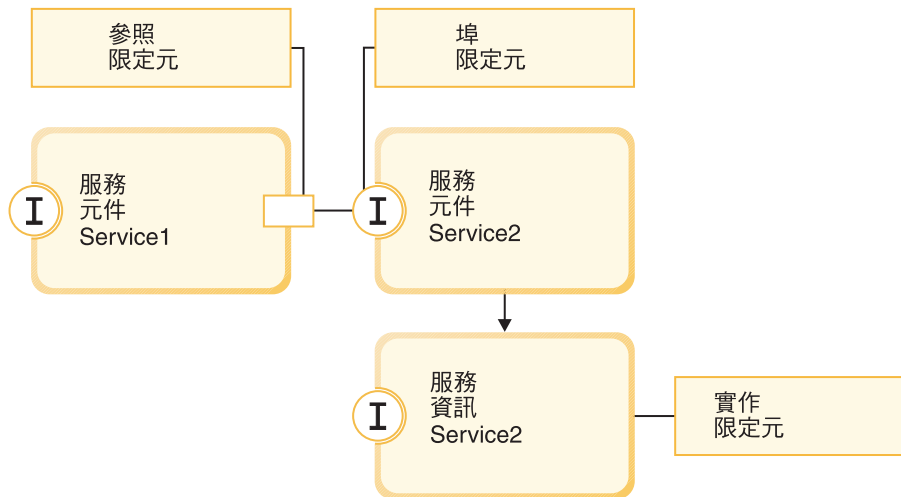 參照
限定元
埠
限定元
服務
元件
Service1
I
服務
元件
Service2
I
服務
資訊
Service2
I
實作
限定元